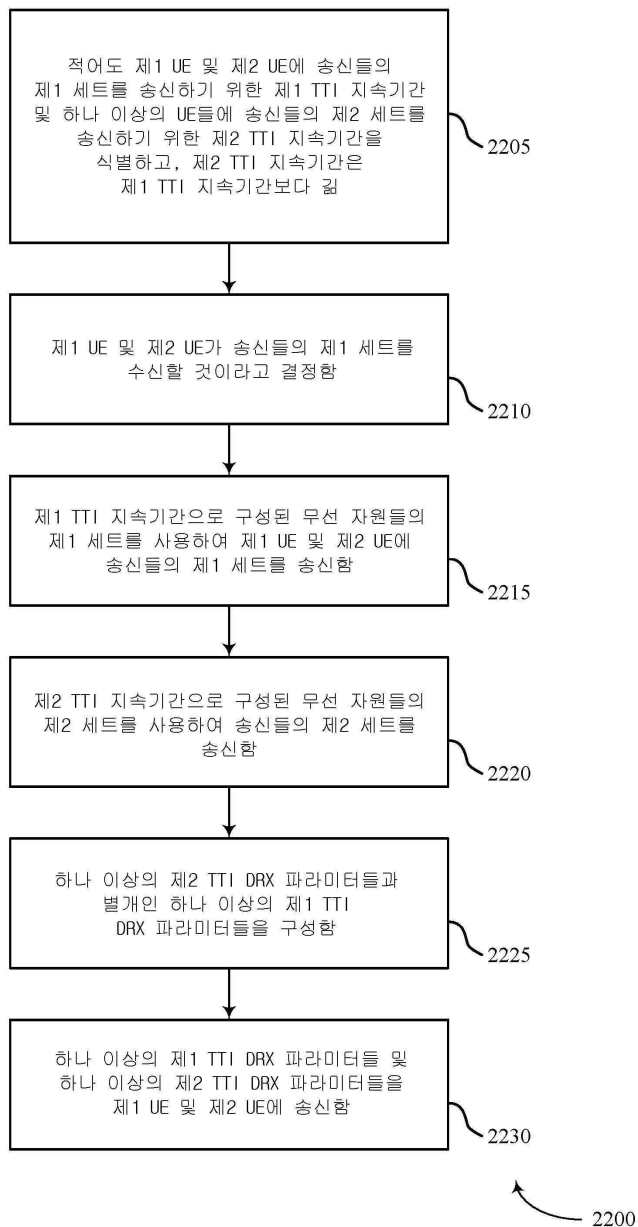 적어도 제1 UE 및 제2 UE에 송신들의
제1 세트를 송신하기 위한 제1 TTI 지속기간
및 하나 이상의 UE들에 송신들의 제2 세트를
송신하기 위한 제2 TTI 지속기간을
식별하고, 제2 TTI 지속기간은
제1 TTI 지속기간보다 긺
2205
제1 UE 및 제2 UE가 송신들의 제1 세트를
수신할 것이라고 결정함
2210
제1 TTI 지속기간으로 구성된 무선 자원들의
제1 세트를 사용하여 제1 UE 및 제2 UE에
송신들의 제1 세트를 송신함
2215
제2 TTI 지속기간으로 구성된 무선 자원들의
제2 세트를 사용하여 송신들의 제2 세트를
송신함
2220
하나 이상의 제2 TTI DRX 파라미터들과
별개인 하나 이상의 제1 TTI
DRX 파라미터들을 구성함
2225
하나 이상의 제1 TTI DRX 파라미터들 및
하나 이상의 제2 TTI DRX 파라미터들을
제1 UE 및 제2 UE에 송신함
2230
2200